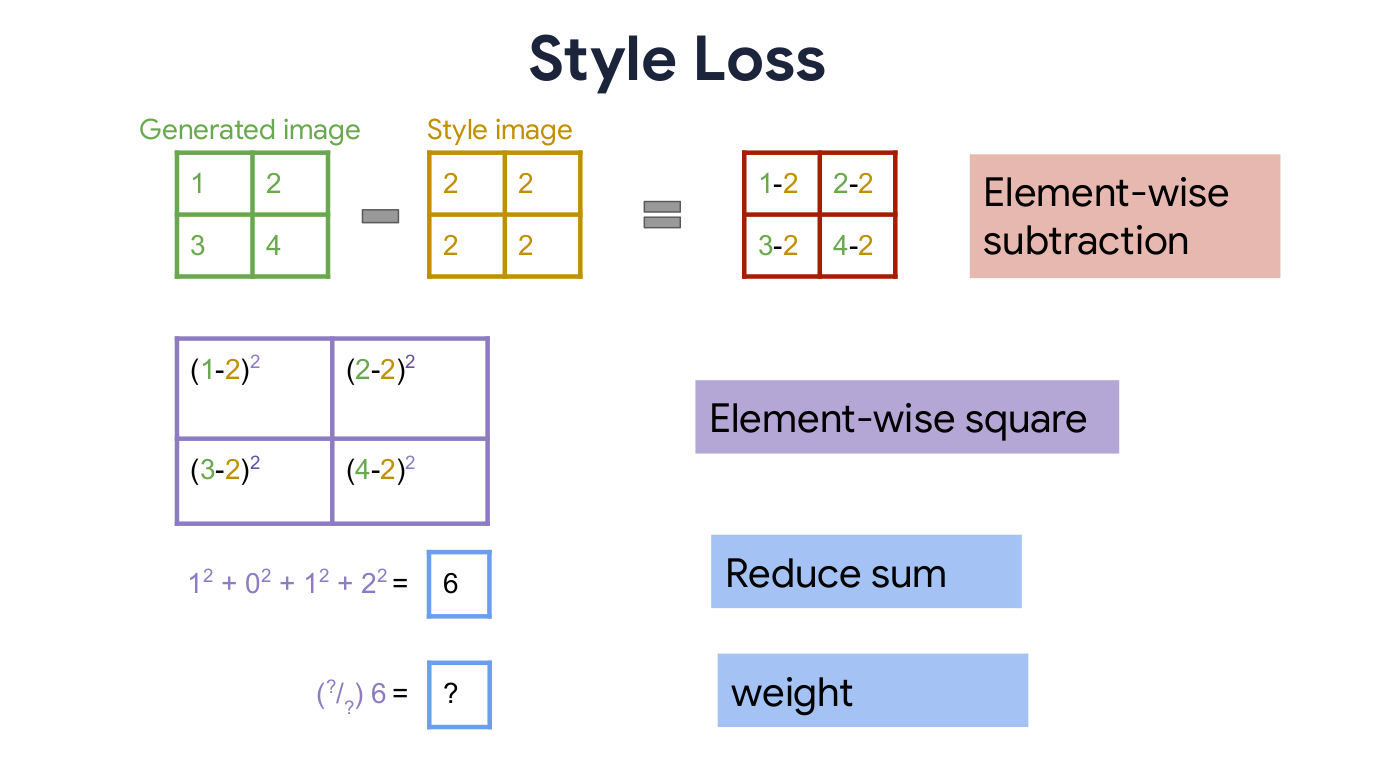 Style Loss
Generated image
Style image
1 2
3 4
2 2
2 2
1-2 2-2
3-2 4-2
Element-wise
subtraction
(1-2)² (2-2)²
(3-2)² (4-2)²
Element-wise square
1² + 0² + 1² + 2² = 6
Reduce sum
(?/?) 6 = ?
weight